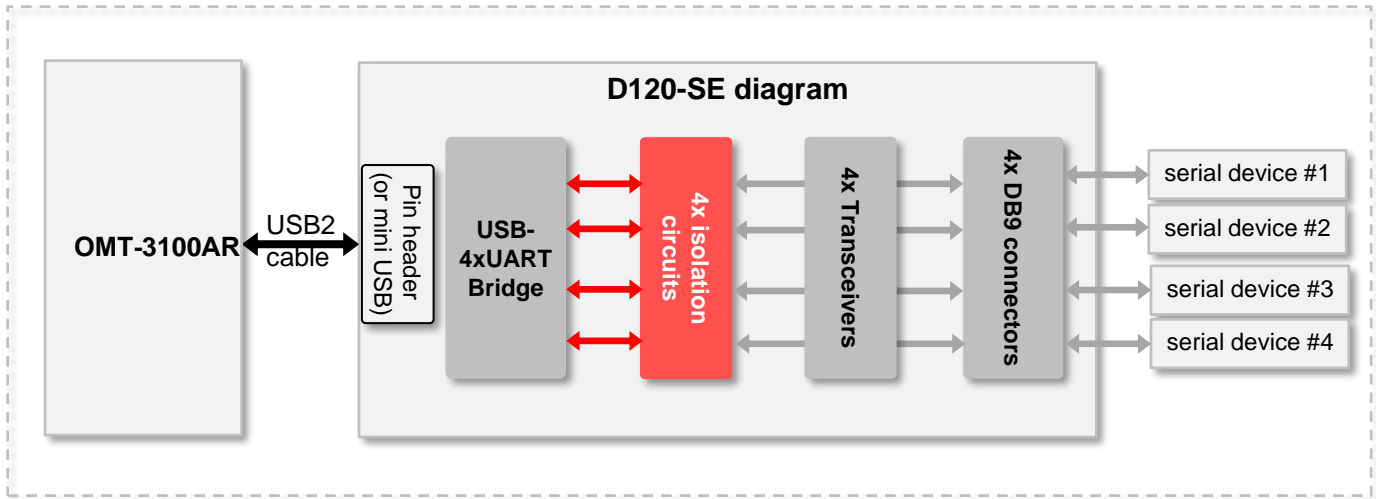 D120-SE diagram
OMT-3100AR
USB2
cable
Pin header
(or mini USB)
USB-
4xUART
Bridge
4x isolation
circuits
4x Transceivers
4x DB9 connectors
serial device #1
serial device #2
serial device #3
serial device #4